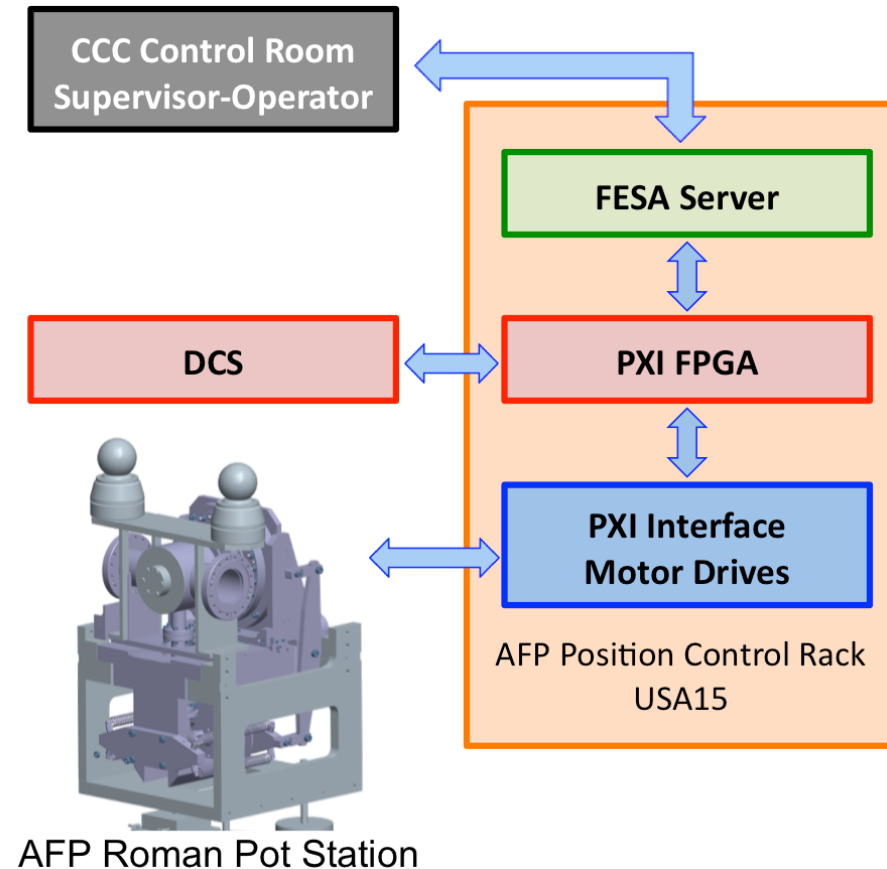 CCC Control Room
Supervisor-Operator
FESA Server
DCS
PXI FPGA
PXI Interface
Motor Drives
AFP Position Control Rack
USA15
AFP Roman Pot Station